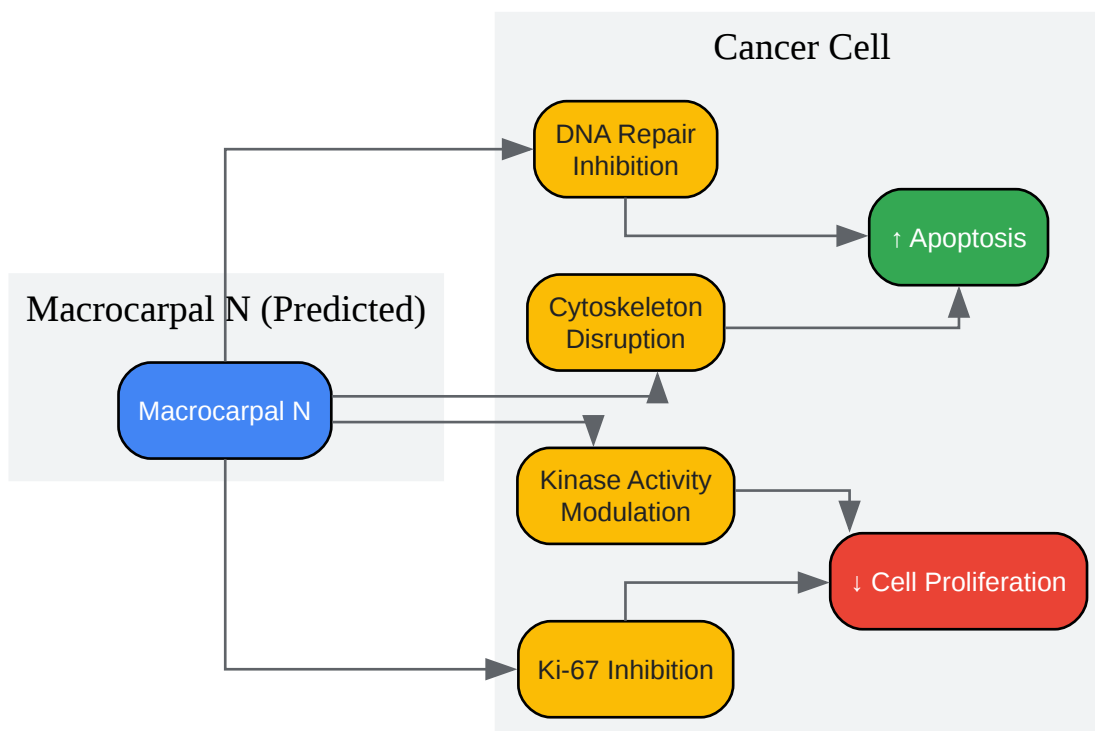 Cancer Cell
DNA Repair
Inhibition
↑ Apoptosis
Macrocarpal N (Predicted)
Cytoskeleton
Disruption
Macrocarpal N
Kinase Activity
Modulation
↓ Cell Proliferation
Ki-67 Inhibition